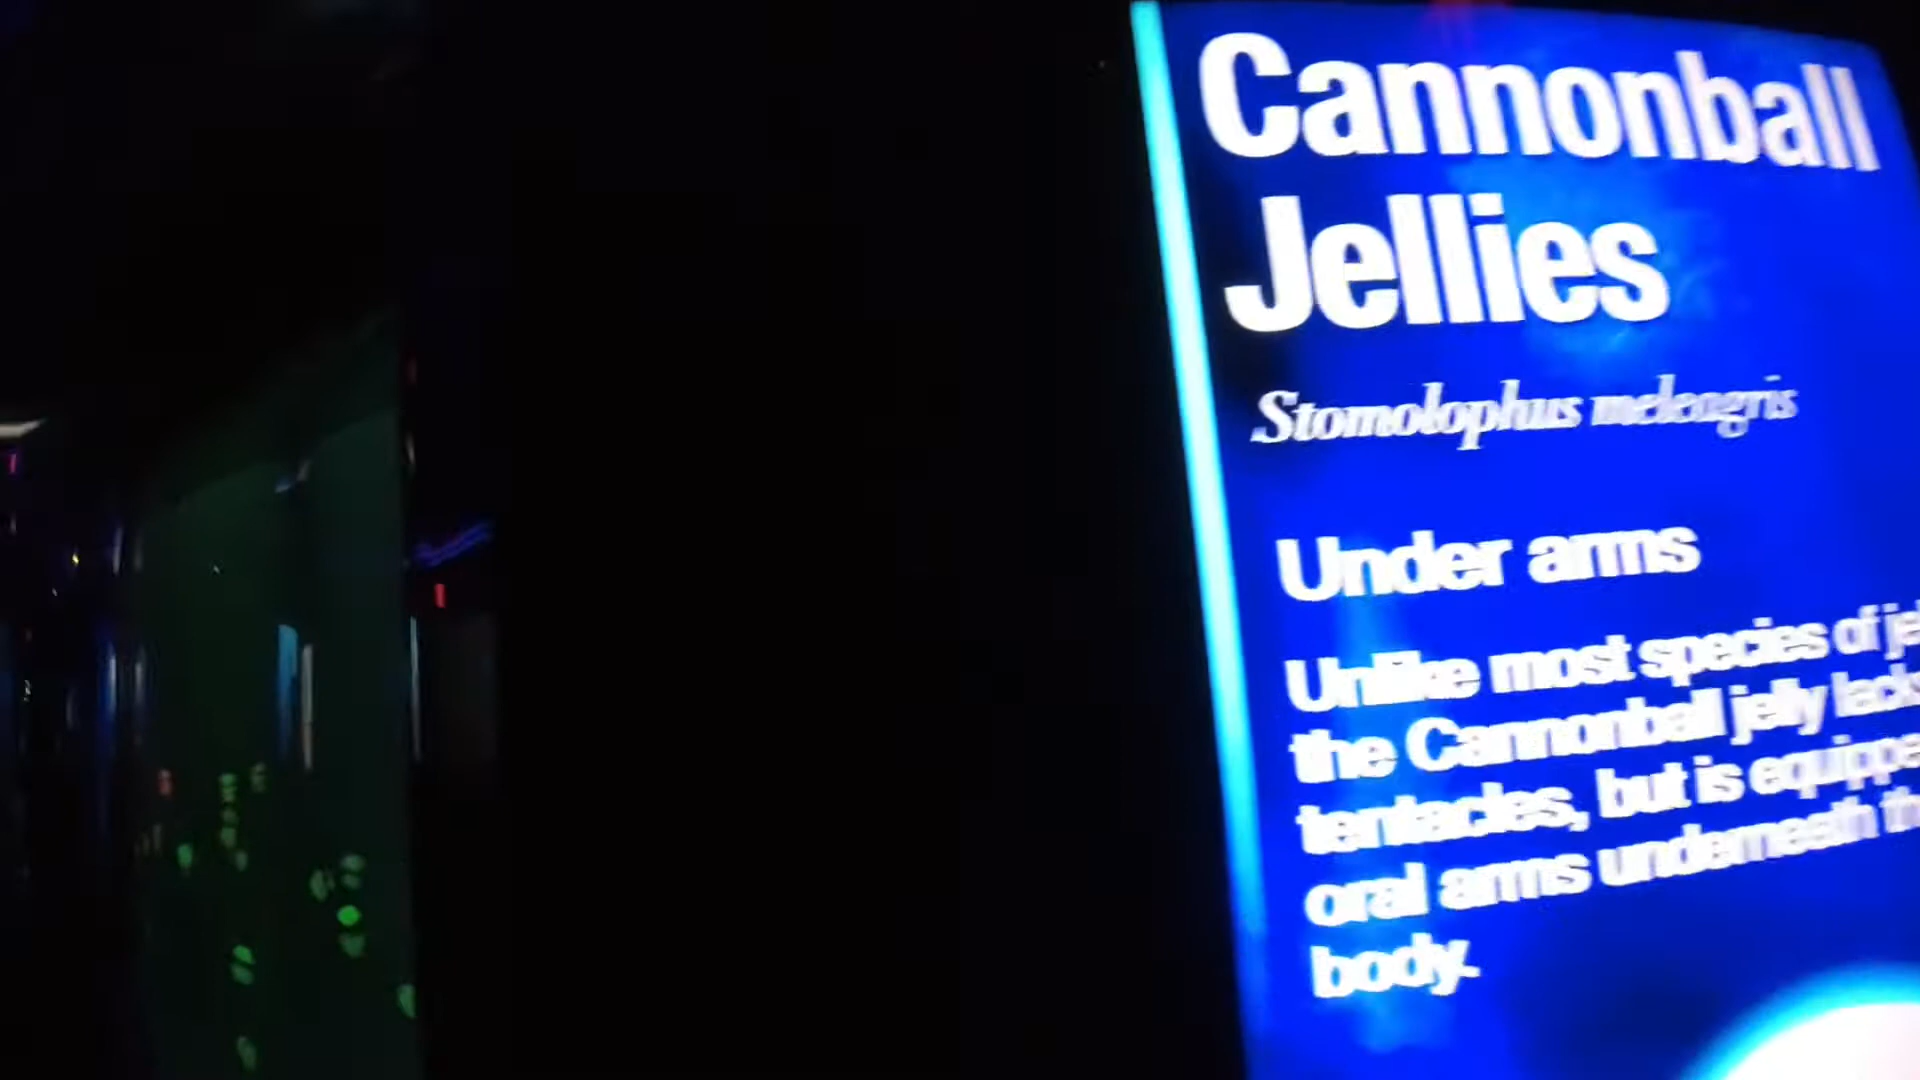 Cannonball
Jellies
Stomolophus meleagris
Under arms
Unlike most species of
the Cannonball jelly
tentacles, but is
oral arms underneath
body.